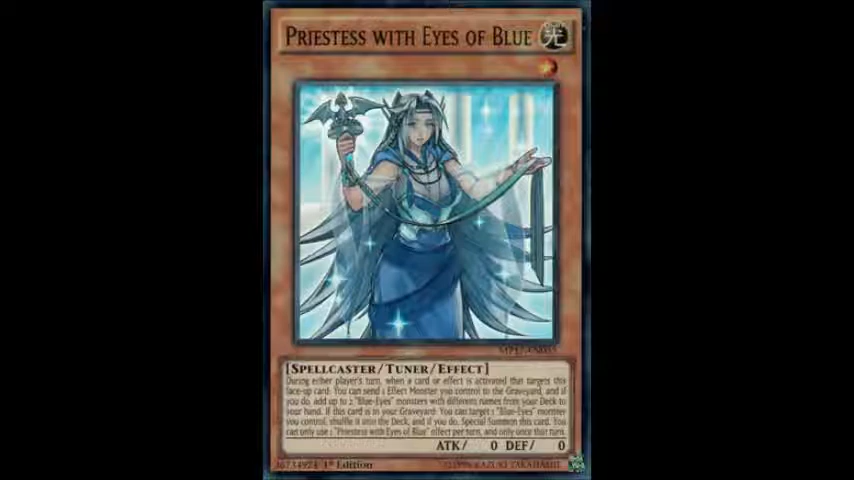 PRIESTESS WITH EYES OF BLUE
光
[SPELLCASTER/TUNER/EFFECT]
During either player's turn, when a card or effect is activated that targets this
face-up card: You can send 1 Effect Monster you control to the Graveyard, and if
you do, add up to 2 "Blue-Eyes" monsters with different names from your Deck to
your hand. If this card is in your Graveyard: You can target 1 "Blue-Eyes" monster
you control; shuffle it into the Deck, and if you do, Special Summon this card. You
can only use 1 "Priestess with Eyes of Blue" effect per turn, and only once that turn.
ATK/ 0 DEF/ 0
1st Edition
KAZUKI TAKAHASHI